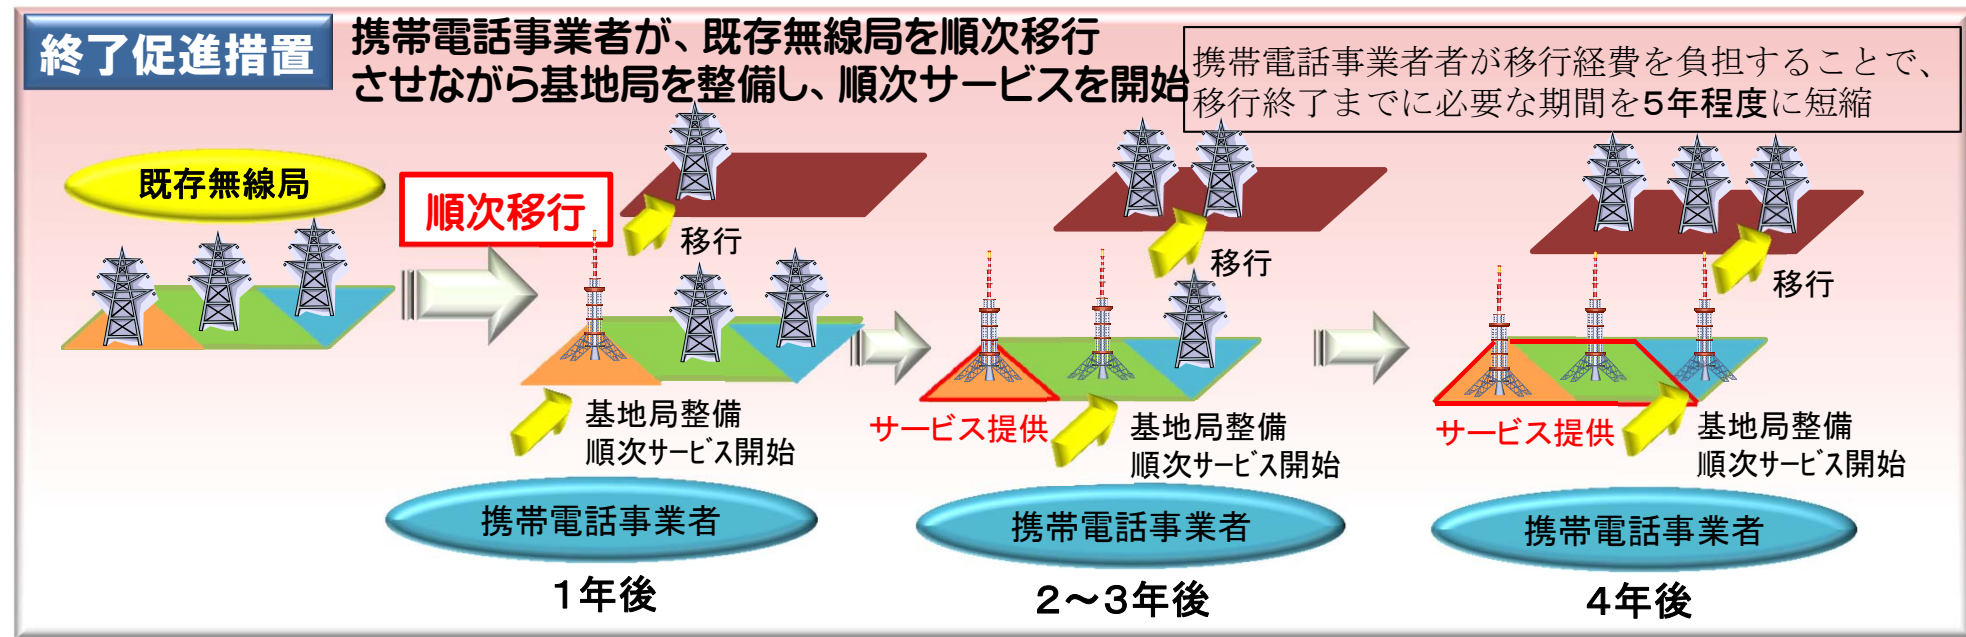 終了促進措置
携帯電話事業者が、既存無線局を順次移行
させながら基地局を整備し、順次サービスを開始
携帯電話事業者者が移行経費を負担することで、
移行終了までに必要な期間を5年程度に短縮
既存無線局
順次移行
移行
移行
移行
基地局整備
順次サービス開始
サービス提供
基地局整備
順次サービス開始
サービス提供
基地局整備
順次サービス開始
携帯電話事業者
携帯電話事業者
携帯電話事業者
1年後
2～3年後
4年後